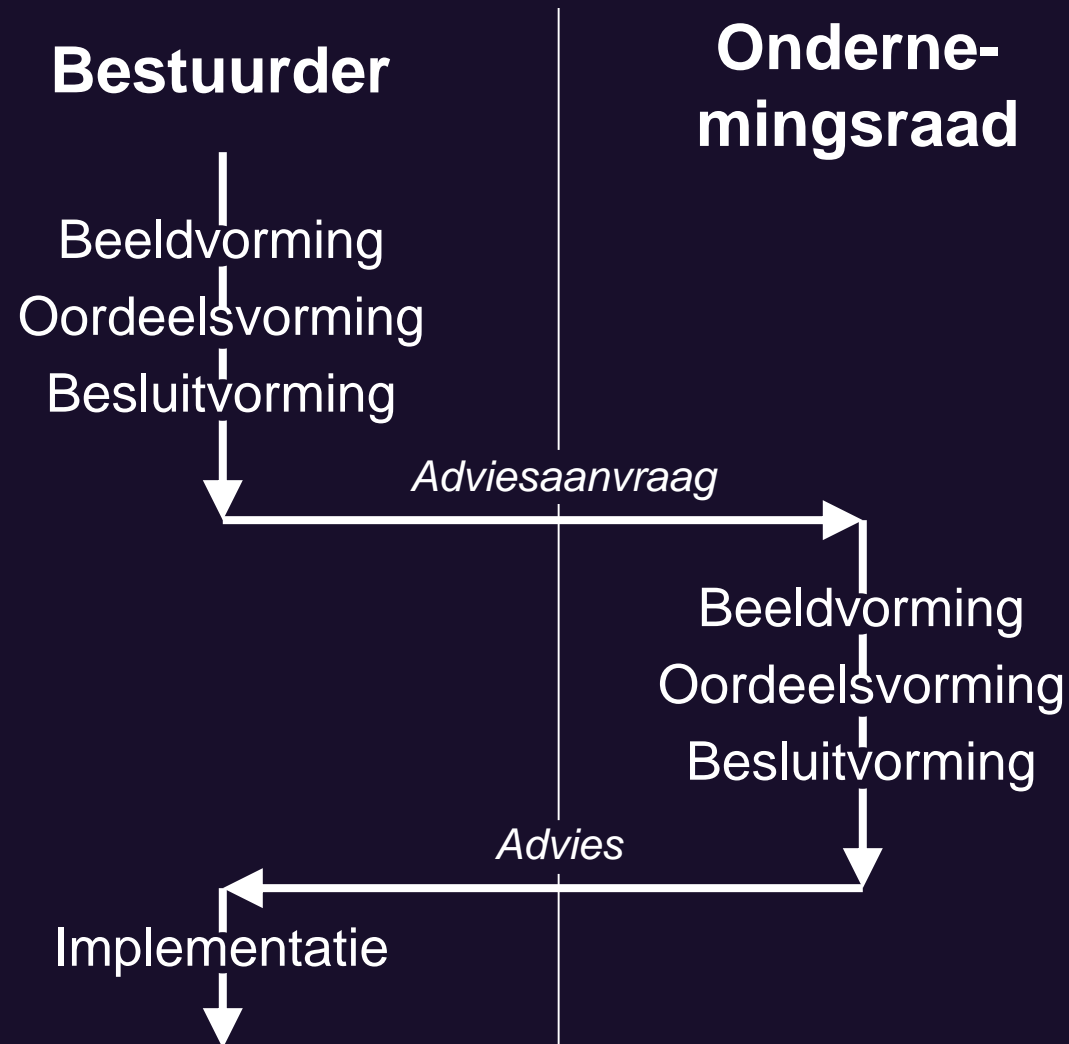 Bestuurder
Onderne-
mingsraad
Beeldvorming
Oordeelsvorming
Besluitvorming
Adviesaanvraag
Beeldvorming
Oordeelsvorming
Besluitvorming
Advies
Implementatie